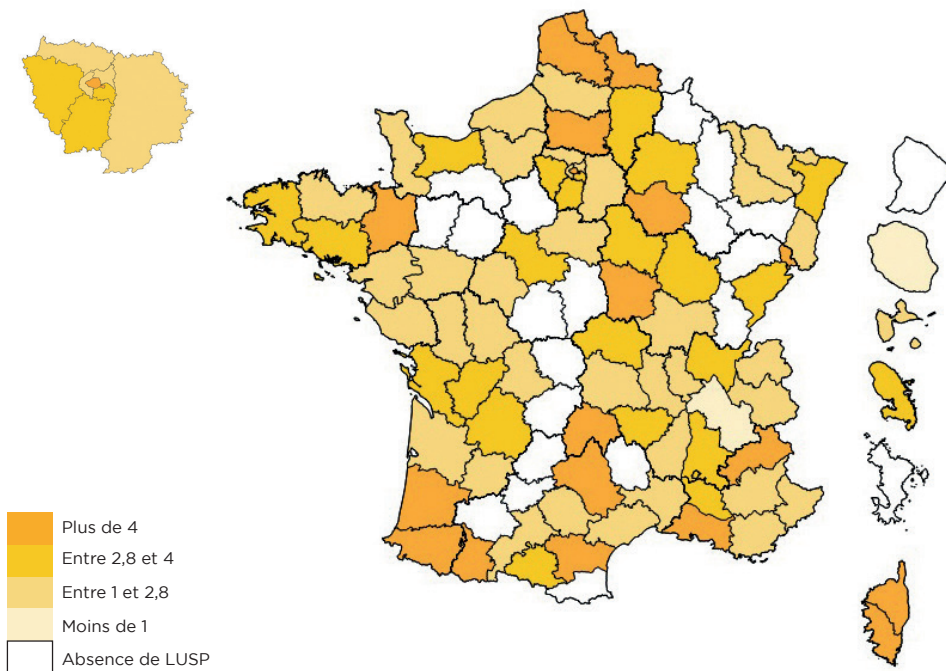 Plus de 4
Entre 2,8 et 4
Entre 1 et 2,8
Moins de 1
Absence de LUSP